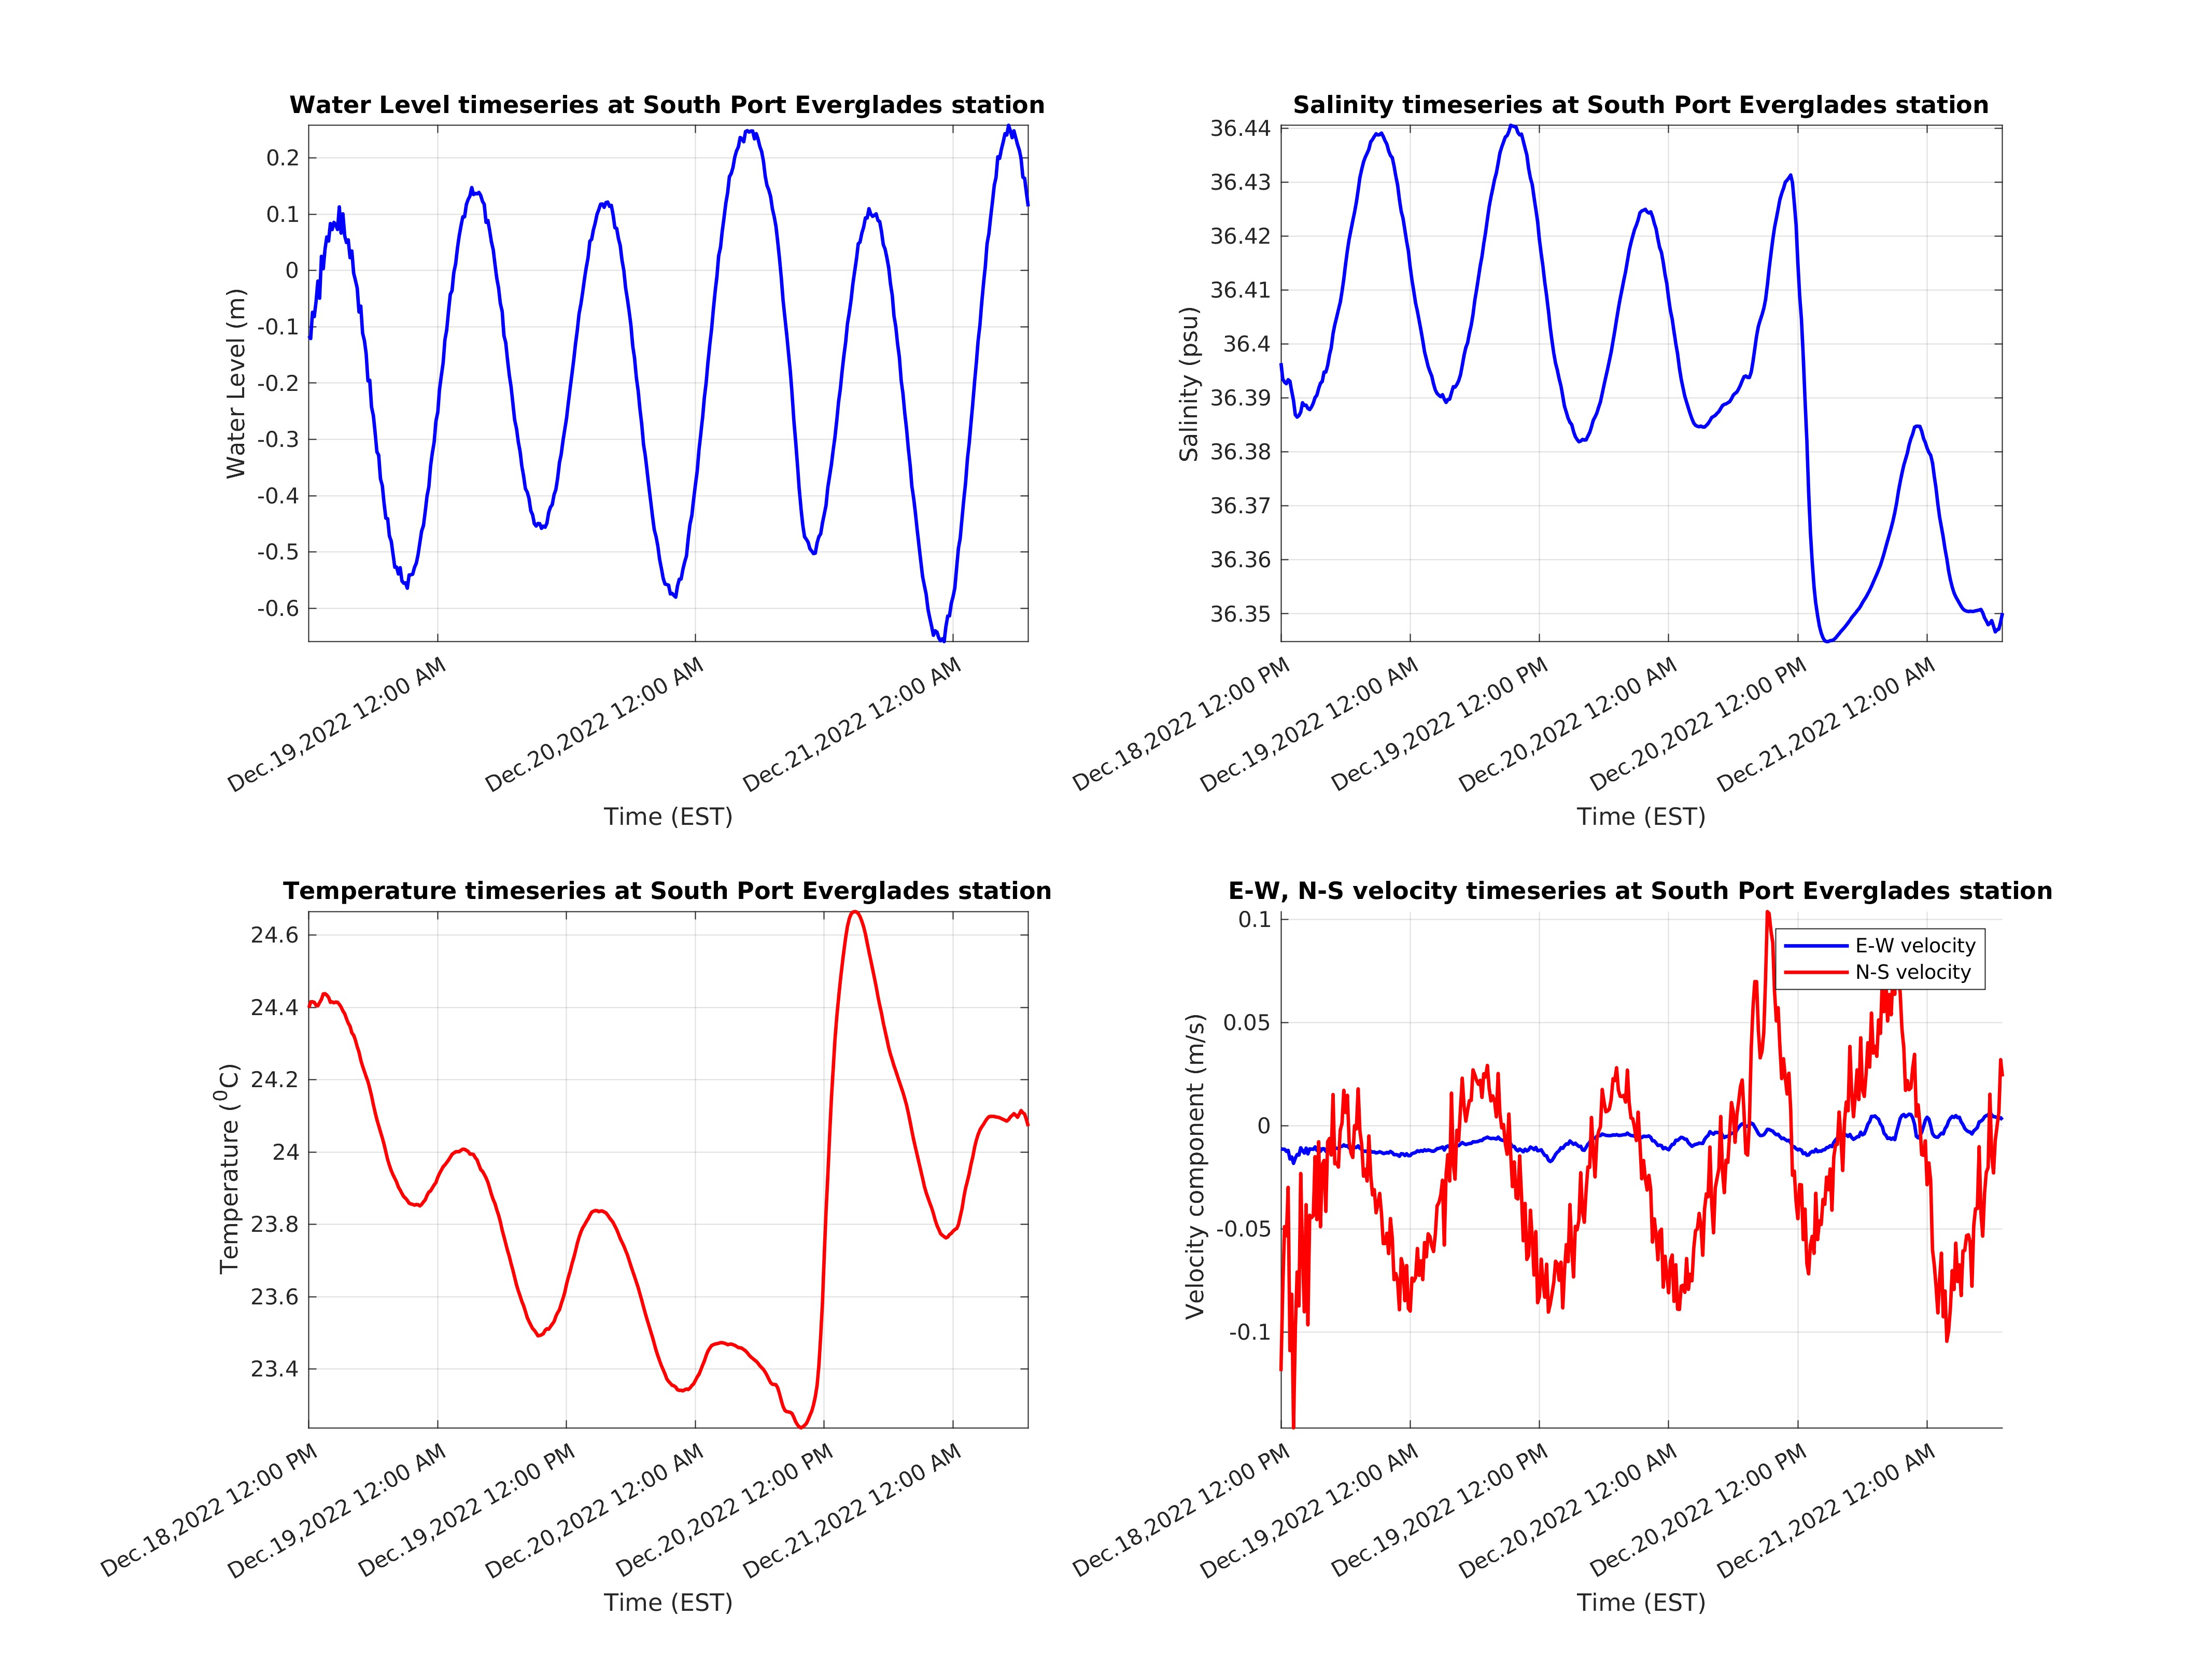 Water Level timeseries at South Port Everglades station
0.2
0.1
0
-0.1
-0.2
-0.3
-0.4
-0.5
-0.6
Water Level (m)
Dec.19,2022 12:00 AM
Dec.20,2022 12:00 AM
Dec.21,2022 12:00 AM
Time (EST)
Salinity timeseries at South Port Everglades station
36.44
36.43
36.42
36.41
36.4
36.39
36.38
36.37
36.36
36.35
Salinity (psu)
Dec.18,2022 12:00 PM
Dec.19,2022 12:00 AM
Dec.19,2022 12:00 PM
Dec.20,2022 12:00 AM
Dec.20,2022 12:00 PM
Dec.21,2022 12:00 AM
Time (EST)
Temperature timeseries at South Port Everglades station
24.6
24.4
24.2
24
23.8
23.6
23.4
Temperature (⁰C)
Dec.18,2022 12:00 PM
Dec.19,2022 12:00 AM
Dec.19,2022 12:00 PM
Dec.20,2022 12:00 AM
Dec.20,2022 12:00 PM
Dec.21,2022 12:00 AM
Time (EST)
E-W, N-S velocity timeseries at South Port Everglades station
0.1
0.05
0
-0.05
-0.1
Velocity component (m/s)
E-W velocity
N-S velocity
Dec.18,2022 12:00 PM
Dec.19,2022 12:00 AM
Dec.19,2022 12:00 PM
Dec.20,2022 12:00 AM
Dec.20,2022 12:00 PM
Dec.21,2022 12:00 AM
Time (EST)